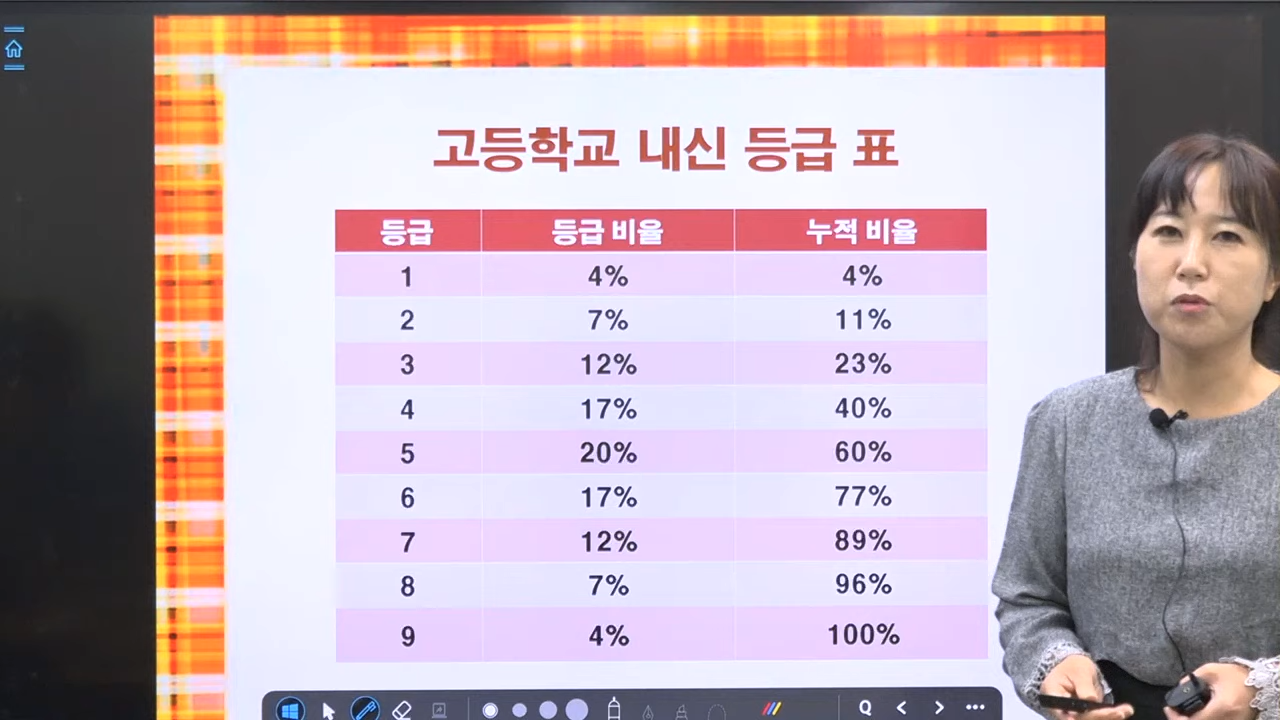 고등학교 내신 등급 표
등급 등급 비율 누적 비율
1 4% 4%
2 7% 11%
3 12% 23%
4 17% 40%
5 20% 60%
6 17% 77%
7 12% 89%
8 7% 96%
9 4% 100%